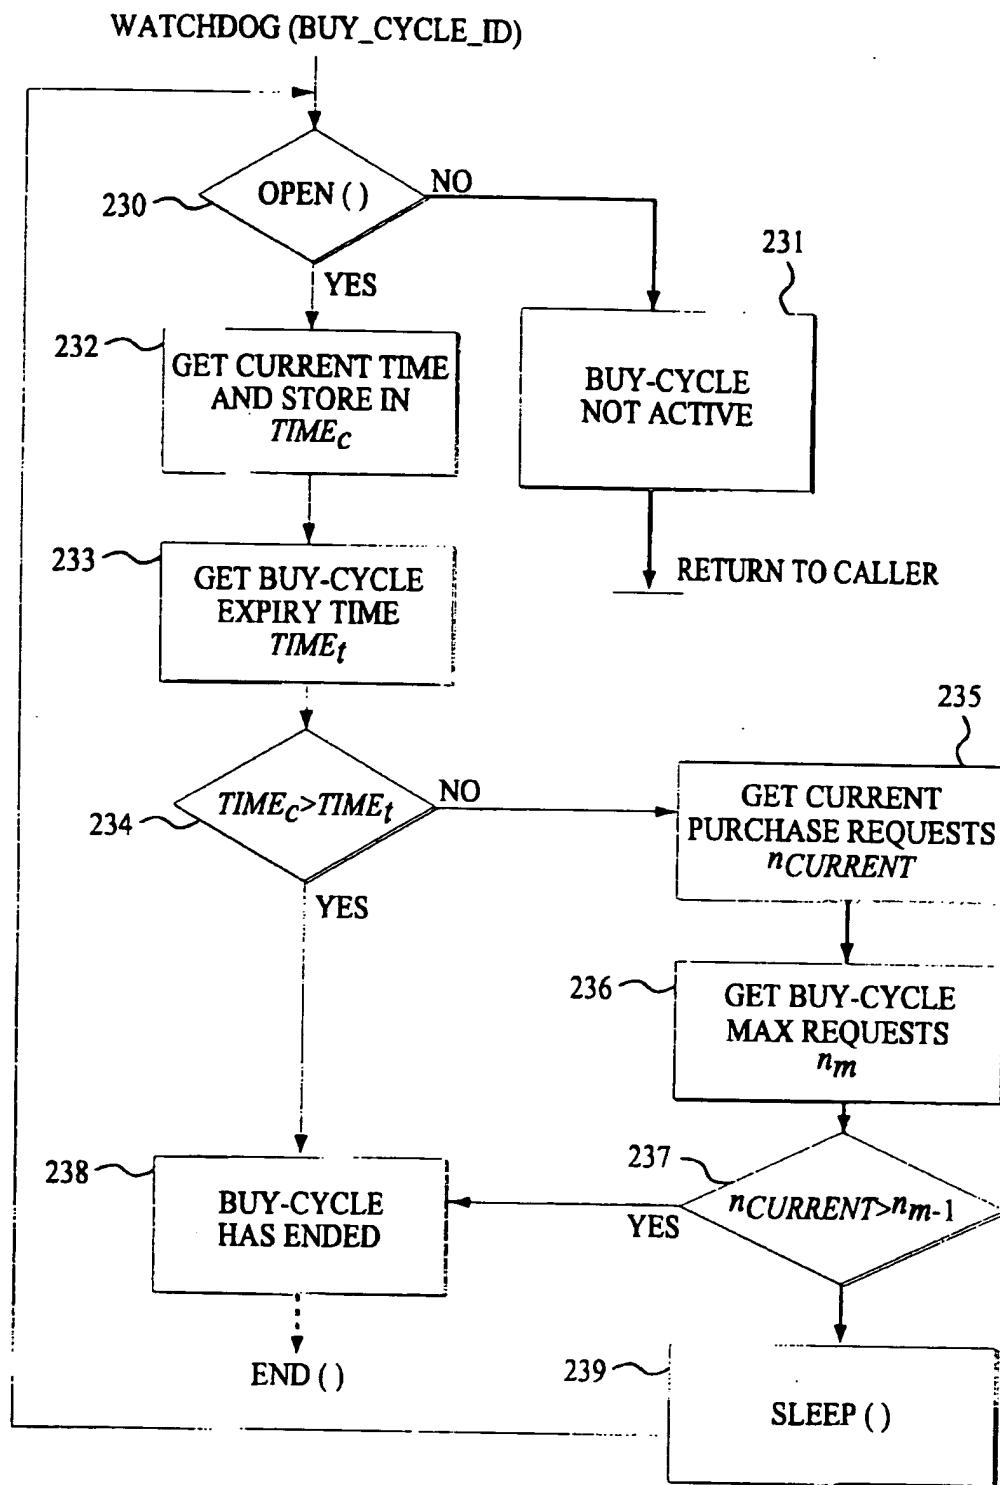 WATCHDOG (BUY_CYCLE_ID)
OPEN ( )
NO
230
YES
231
232
GET CURRENT TIME
AND STORE IN
TIMEc
BUY-CYCLE
NOT ACTIVE
233
GET BUY-CYCLE
EXPIRY TIME
TIMEt
RETURN TO CALLER
235
TIMEc>TIMEt
NO
234
YES
GET CURRENT
PURCHASE REQUESTS
nCURRENT
236
GET BUY-CYCLE
MAX REQUESTS
nm
237
nCURRENT>nm-1
YES
238
BUY-CYCLE
HAS ENDED
END ( )
239
SLEEP ( )